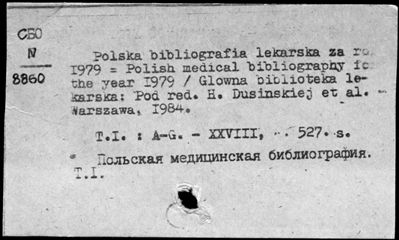 СБО
N
8860
Polska bibliografia lekarska za ro
1979 = Polish medical bibliography fo
the year 1979 / Glowna biblioteka le-
karska: Pod red. H. Dusinskiej et al. -
Warszawa, 1984.
T.I. : A-G. - XXVIII, 527. s.
* Польская медицинская библиография.
T.I.